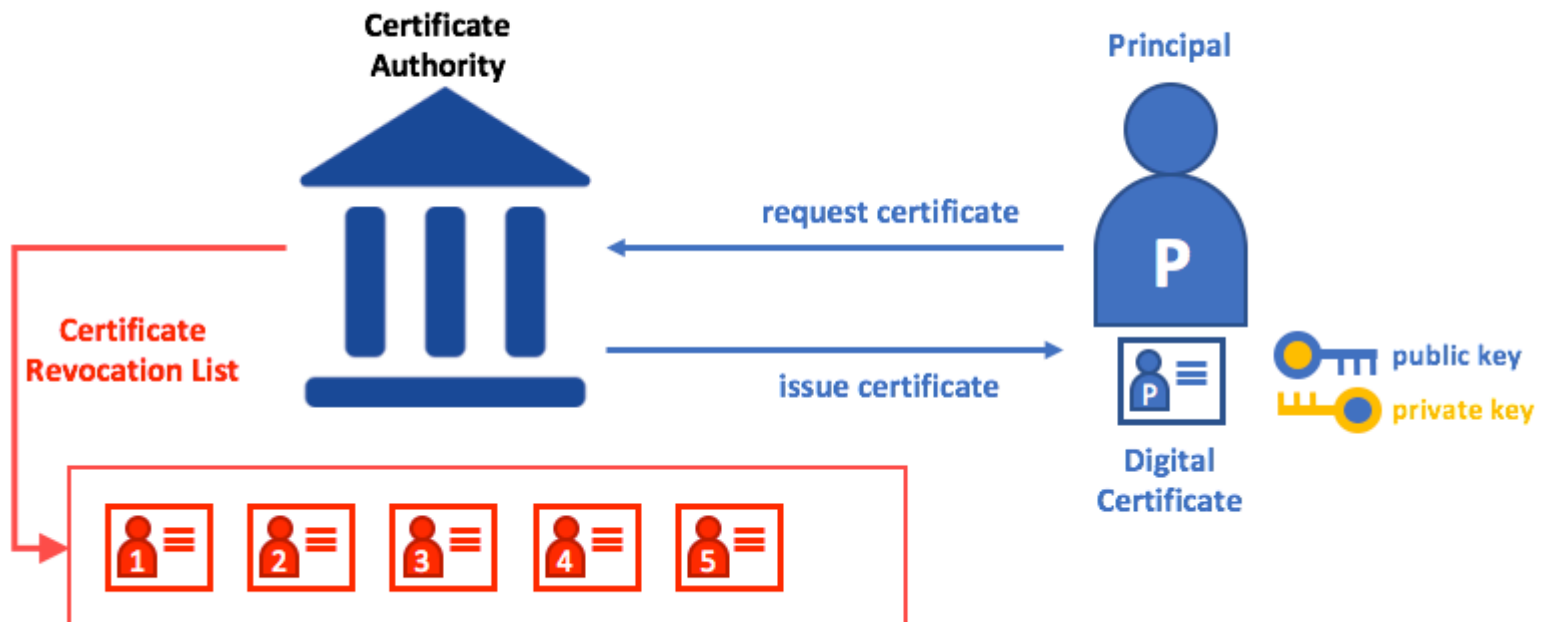 Certificate
Authority
Principal
request certificate
P
Certificate
Revocation List
issue certificate
public key
P
private key
Digital
Certificate
1
2
3
4
5